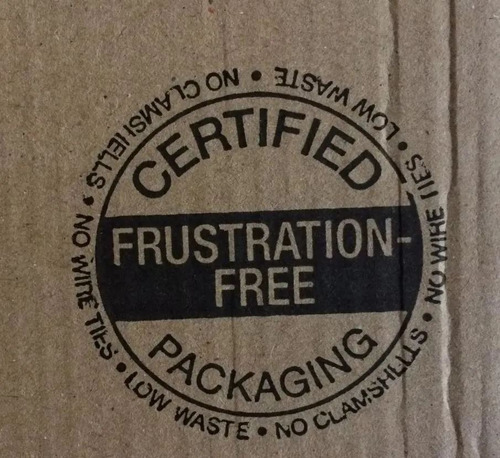 CERTIFIED
FRUSTRATION-
FREE
PACKAGING
NO WIRE TIES • LOW WASTE • NO CLAMSHELLS • NO WIRE TIES • LOW WASTE • NO CLAMSHELLS •